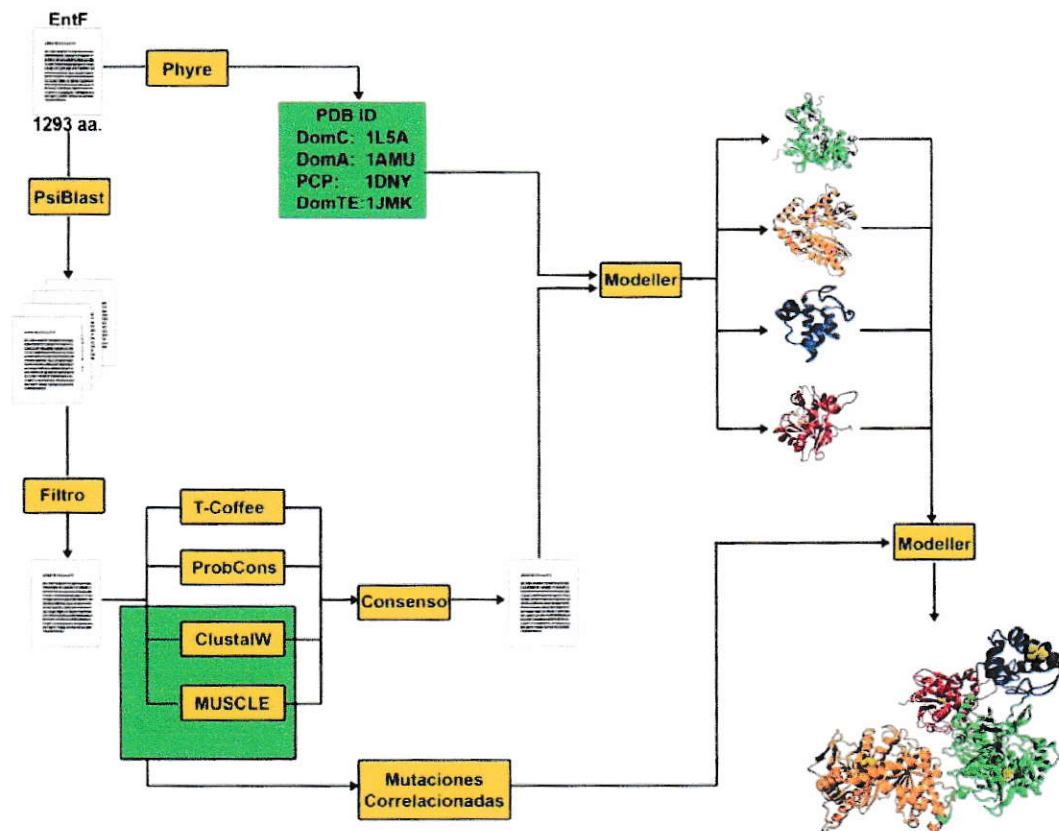 EntF
1293 aa.
Phyre
PDB ID
DomC: 1L5A
DomA: 1AMU
PCP: 1DNY
DomTE:1JMK
PsiBlast
Modeller
Filtro
T-Coffee
ProbCons
ClustalW
MUSCLE
Consenso
Modeller
Mutaciones
Correlacionadas